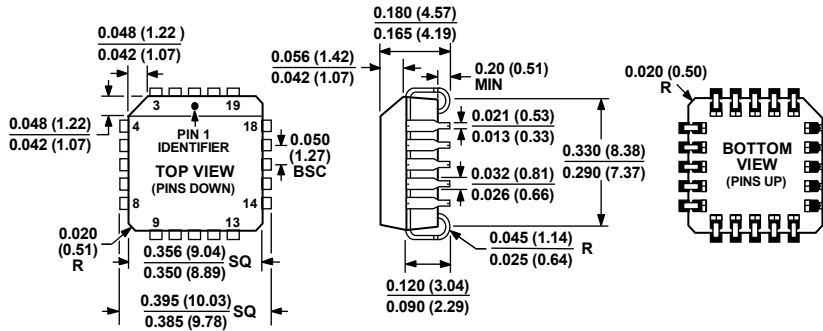 0.048 (1.22 )
0.042 (1.07)
0.048 (1.22)
0.042 (1.07)
3
19
4
18
PIN 1
IDENTIFIER
TOP VIEW
(PINS DOWN)
8
14
9
13
0.050
(1.27)
BSC
0.020
(0.51)
R
0.356 (9.04)
0.350 (8.89)
SQ
0.395 (10.03)
0.385 (9.78)
SQ
0.180 (4.57)
0.165 (4.19)
0.056 (1.42)
0.042 (1.07)
0.20 (0.51)
MIN
0.021 (0.53)
0.013 (0.33)
0.032 (0.81)
0.026 (0.66)
0.330 (8.38)
0.290 (7.37)
0.045 (1.14)
0.025 (0.64)
R
0.120 (3.04)
0.090 (2.29)
0.020 (0.50)
R
BOTTOM
VIEW
(PINS UP)